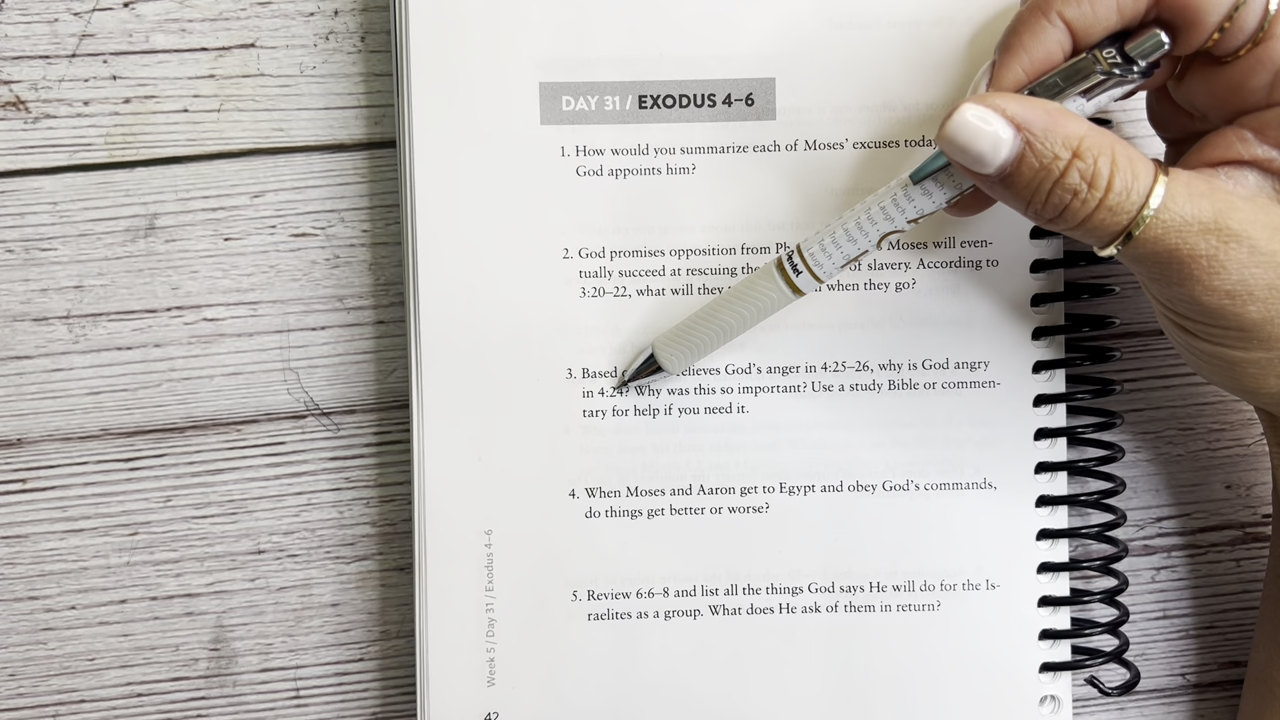 DAY 31 / EXODUS 4–6
1. How would you summarize each of Moses’ excuses today
God appoints him?
2. God promises opposition from Ph Moses will even-
tually succeed at rescuing the of slavery. According to
3:20–22, what will they when they go?
3. Based God’s anger in 4:25–26, why is God angry
in 4:24? Why was this so important? Use a study Bible or commen-
tary for help if you need it.
4. When Moses and Aaron get to Egypt and obey God’s commands,
do things get better or worse?
5. Review 6:6–8 and list all the things God says He will do for the Is-
raelites as a group. What does He ask of them in return?
Week 5 / Day 31 / Exodus 4–6
42
07
Pentel
Trust • Laugh • Teach •